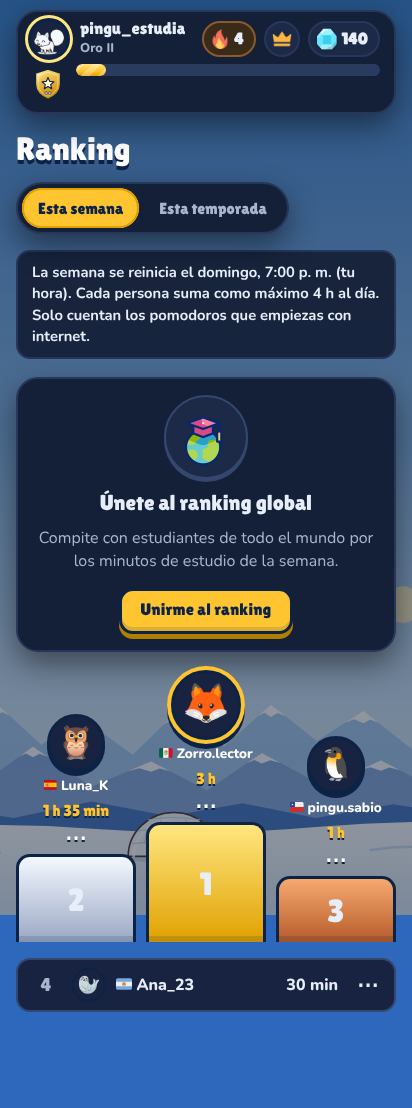 pingu_estudia
Oro II
4
140
Ranking
Esta semana
Esta temporada
La semana se reinicia el domingo, 7:00 p. m. (tu
hora). Cada persona suma como máximo 4 h al día.
Solo cuentan los pomodoros que empiezas con
internet.
Únete al ranking global
Compite con estudiantes de todo el mundo por
los minutos de estudio de la semana.
Unirme al ranking
Zorro.lector
3 h
...
Luna_K
1 h 35 min
...
pingu.sabio
1 h
...
2
1
3
4 Ana_23 30 min ...